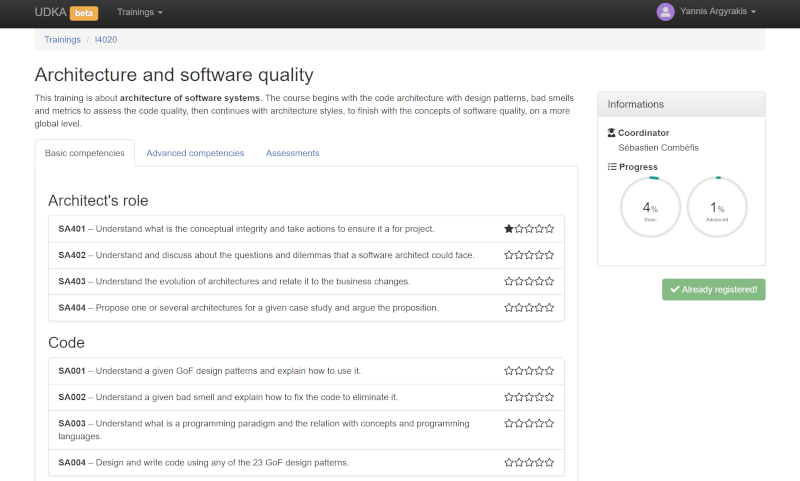 UDKA beta Trainings Yannis Argyrakis
Trainings / I4020
Architecture and software quality
This training is about architecture of software systems. The course begins with the code architecture with design patterns, bad smells
and metrics to assess the code quality, then continues with architecture styles, to finish with the concepts of software quality, on a more
global level.
Basic competencies Advanced competencies Assessments
Architect's role
SA401 – Understand what is the conceptual integrity and take actions to ensure it a for project.
SA402 – Understand and discuss about the questions and dilemmas that a software architect could face.
SA403 – Understand the evolution of architectures and relate it to the business changes.
SA404 – Propose one or several architectures for a given case study and argue the proposition.
Code
SA001 – Understand a given GoF design patterns and explain how to use it.
SA002 – Understand a given bad smell and explain how to fix the code to eliminate it.
SA003 – Understand what is a programming paradigm and the relation with concepts and programming
languages.
SA004 – Design and write code using any of the 23 GoF design patterns.
Informations
Coordinator
Sébastien Combéfis
Progress
4% 1%
Basic Advanced
Already registered!